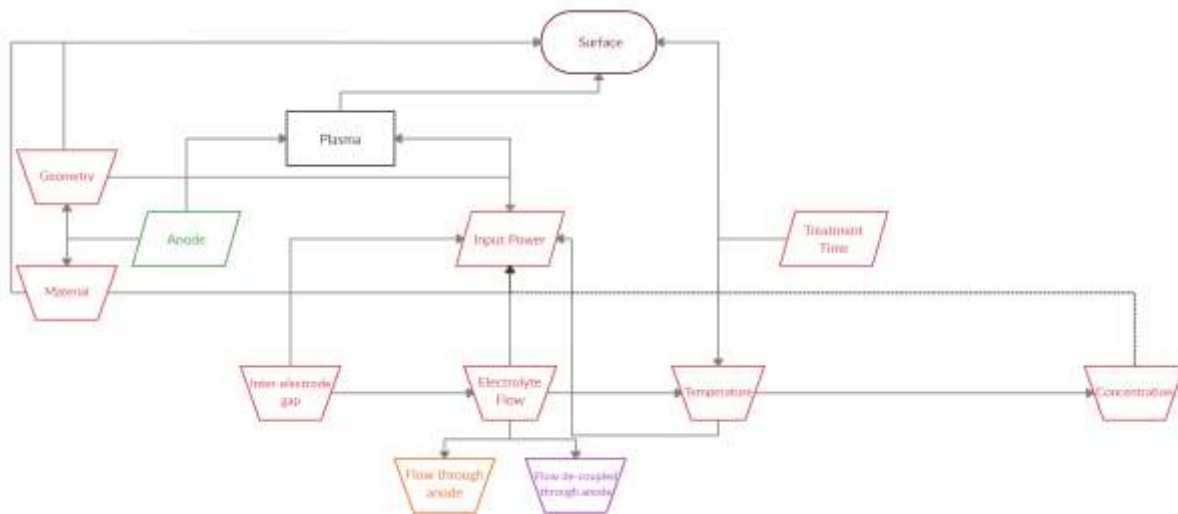 Surface
Plasma
Geometry
Anode
Input Power
Treatment
Time
Material
Inter electrode
gap
Electrolyte
Flow
Temperature
Concentration
Flow through
anode
Flow de-coupled
through anode